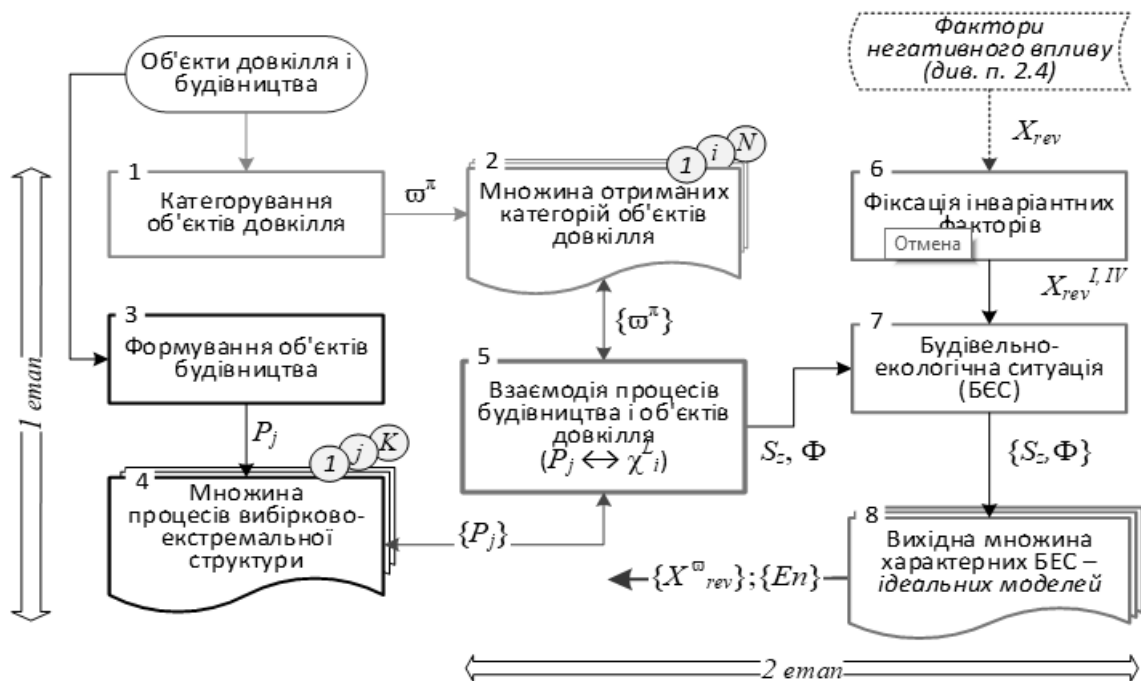 Об'єкти довкілля і
будівництва
Фактори
негативного впливу
(див. п. 2.4)
X_rev
1 етап
1
Категорування
об'єктів довкілля
ϖ^π
2
1 i N
Множина отриманих
категорій об'єктів
довкілля
{ϖ^π}
3
Формування об'єктів
будівництва
P_j
4
1 j K
Множина
процесів вибірково-
екстремальної
структури
{P_j}
5
Взаємодія процесів
будівництва і об'єктів
довкілля
(P_j ↔ χ^Σ_i)
S_z, Φ
6
Фіксація інваріантних
факторів
Отмена
X_rev^I, IV
7
Будівельно-
екологічна ситуація
(БЄС)
{S_z,Φ}
8
Вихідна множина
характерних БЕС –
ідеальних моделей
{X^ϖ_rev};{En}
2 етап